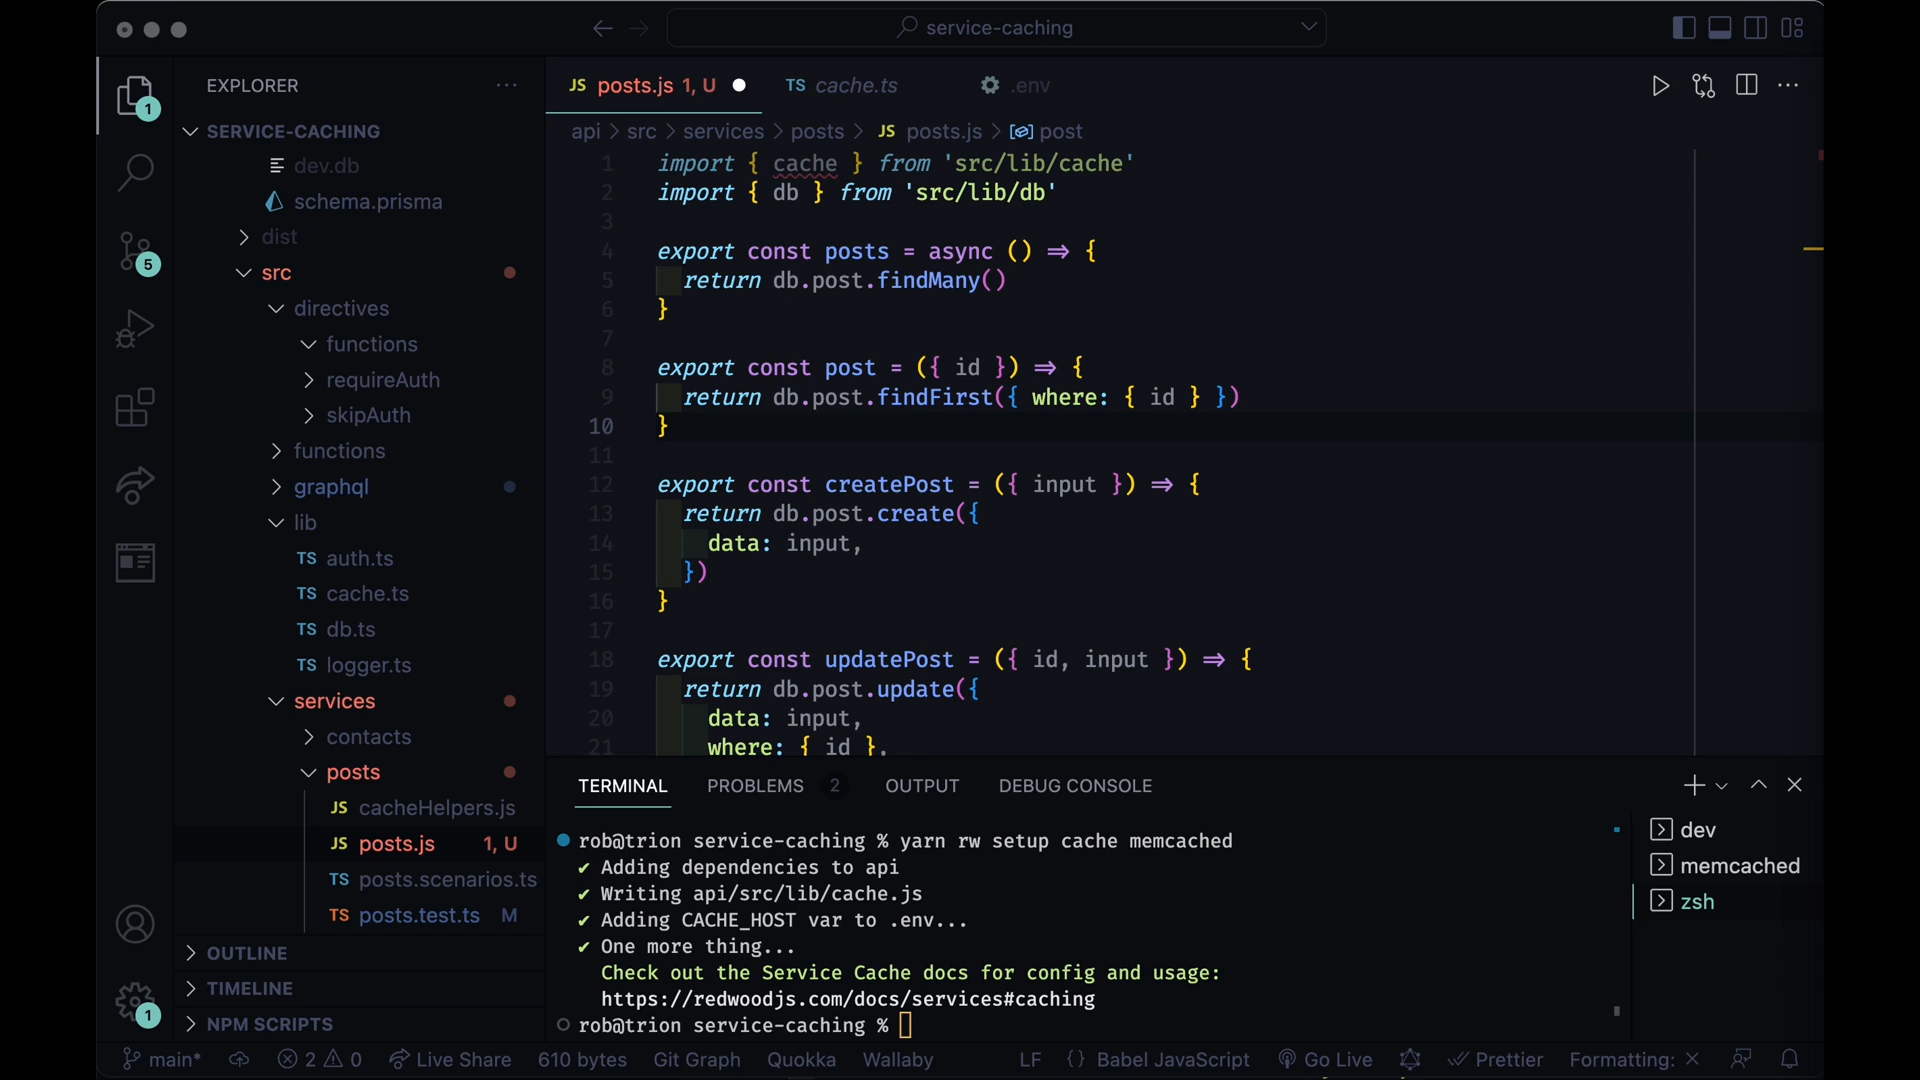 service-caching
1
EXPLORER
SERVICE-CACHING
dev.db
schema.prisma
dist
src
directives
functions
requireAuth
skipAuth
functions
graphql
lib
TS auth.ts
TS cache.ts
TS db.ts
TS logger.ts
services
contacts
posts
JS cacheHelpers.js
JS posts.js 1, U
TS posts.scenarios.ts
TS posts.test.ts M
OUTLINE
TIMELINE
NPM SCRIPTS
5
1
JS posts.js 1, U
TS cache.ts
.env
api > src > services > posts > JS posts.js > post
1 import { cache } from 'src/lib/cache'
2 import { db } from 'src/lib/db'
3
4 export const posts = async () ⇒ {
5 return db.post.findMany()
6 }
7
8 export const post = ({ id }) ⇒ {
9 return db.post.findFirst({ where: { id } })
10 }
11
12 export const createPost = ({ input }) ⇒ {
13 return db.post.create({
14 data: input,
15 })
16 }
17
18 export const updatePost = ({ id, input }) ⇒ {
19 return db.post.update({
20 data: input,
21 where: { id },
TERMINAL PROBLEMS 2 OUTPUT DEBUG CONSOLE
rob@trion service-caching % yarn rw setup cache memcached
✔ Adding dependencies to api
✔ Writing api/src/lib/cache.js
✔ Adding CACHE_HOST var to .env...
✔ One more thing...
Check out the Service Cache docs for config and usage:
https://redwoodjs.com/docs/services#caching
rob@trion service-caching %
dev
memcached
zsh
main* 2 0 Live Share 610 bytes Git Graph Quokka Wallaby LF {} Babel JavaScript Go Live Prettier Formatting: ×